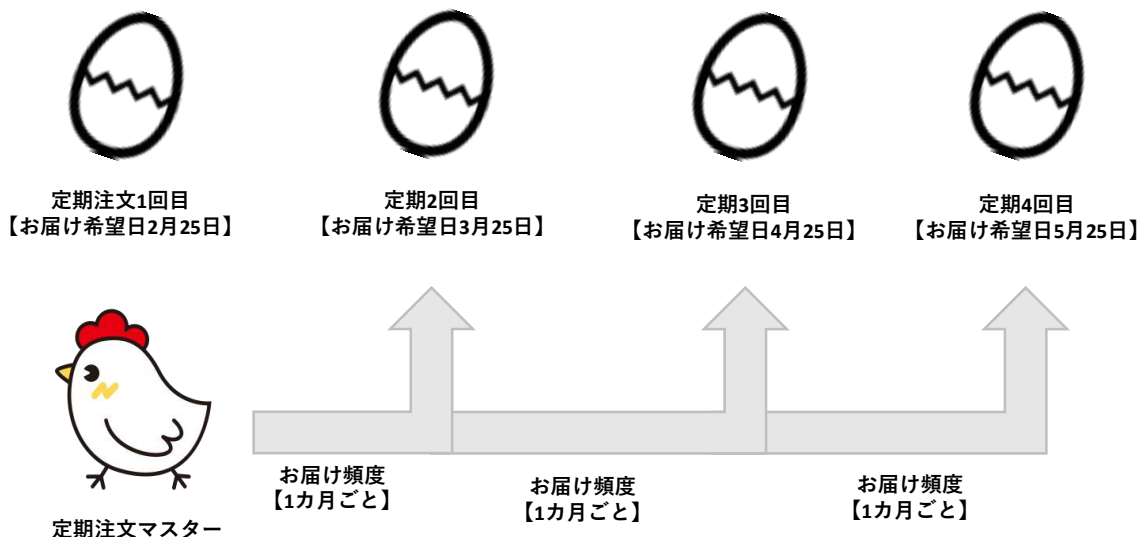 定期注文1回目
【お届け希望日2月25日】
定期2回目
【お届け希望日3月25日】
定期3回目
【お届け希望日4月25日】
定期4回目
【お届け希望日5月25日】
お届け頻度
【1カ月ごと】
お届け頻度
【1カ月ごと】
お届け頻度
【1カ月ごと】
定期注文マスター